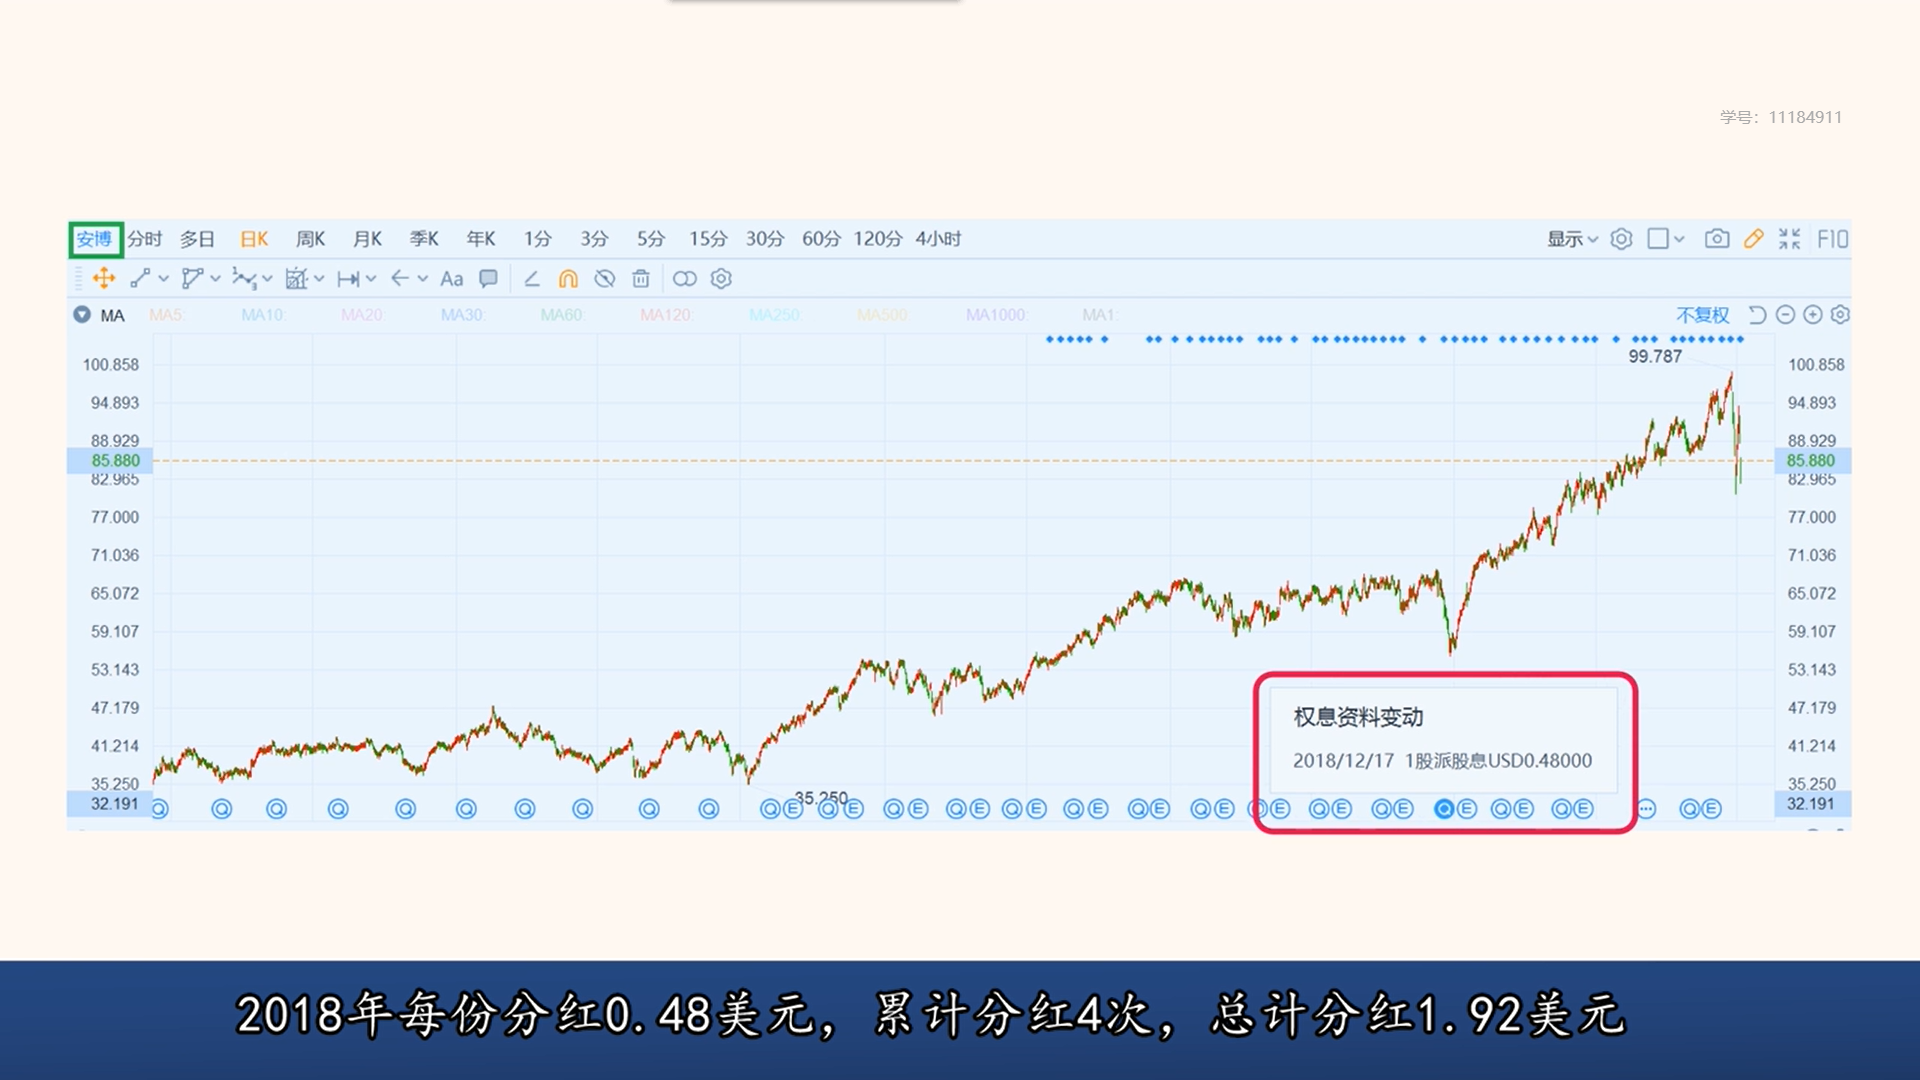 学号：11184911
安博 分时 多日 日K 周K 月K 季K 年K 1分 3分 5分 15分 30分 60分 120分 4小时 显示 F10
Aa
MA MA5: MA10: MA20: MA30: MA60: MA120: MA250: MA500: MA1000: MA1: 不复权
99.787
100.858 100.858
94.893 94.893
88.929 88.929
85.880 85.880
82.965 82.965
77.000 77.000
71.036 71.036
65.072 65.072
59.107 59.107
53.143 53.143
47.179 47.179
权息资料变动
41.214 41.214
2018/12/17 1股派股息USD0.48000
35.250 35.250
35.250
32.191 32.191
Q Q Q Q Q Q Q Q Q Q Q E Q E Q E Q E Q E Q E Q E Q E Q E Q E Q E Q E Q E Q E Q E
2018年每份分红0.48美元，累计分红4次，总计分红1.92美元